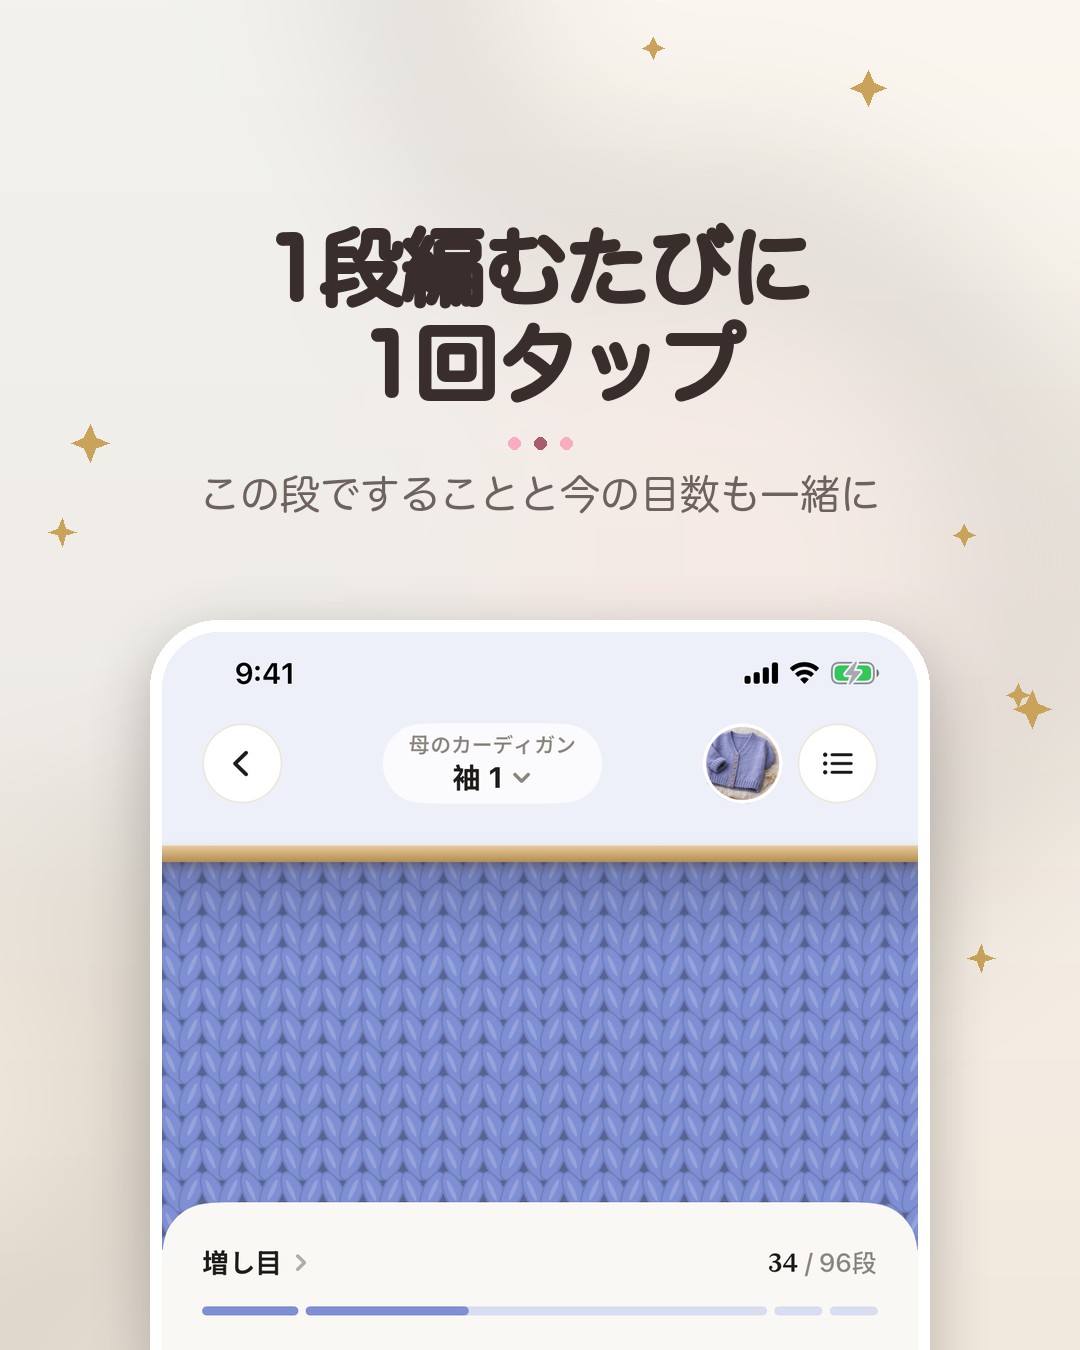 1段編むたびに
1回タップ
この段ですることと今の目数も一緒に
9:41
母のカーディガン
袖 1
増し目
34 / 96段